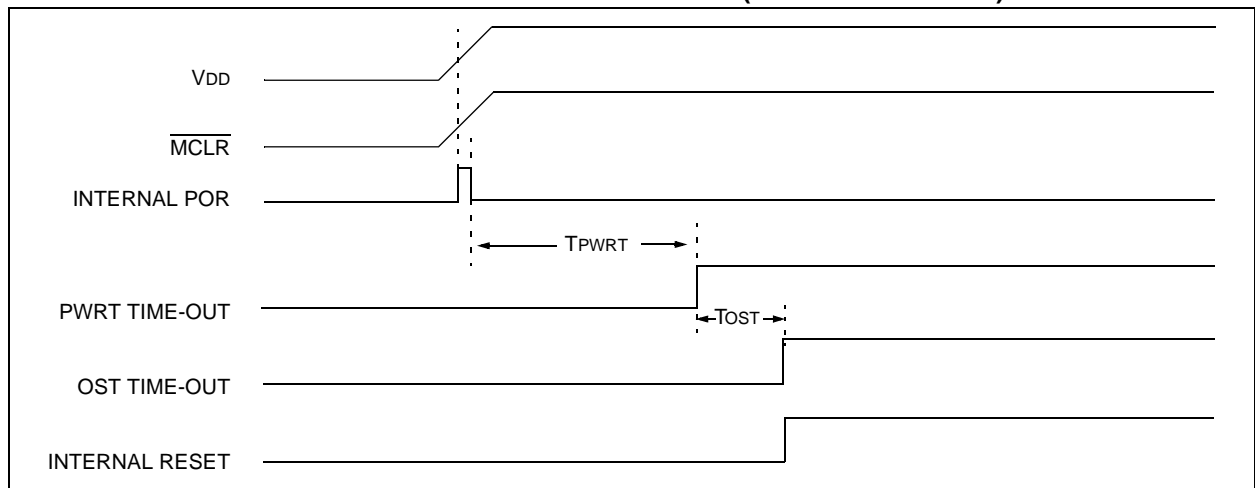 VDD
MCLR
INTERNAL POR
TPWRT
PWRT TIME-OUT
TOST
OST TIME-OUT
INTERNAL RESET